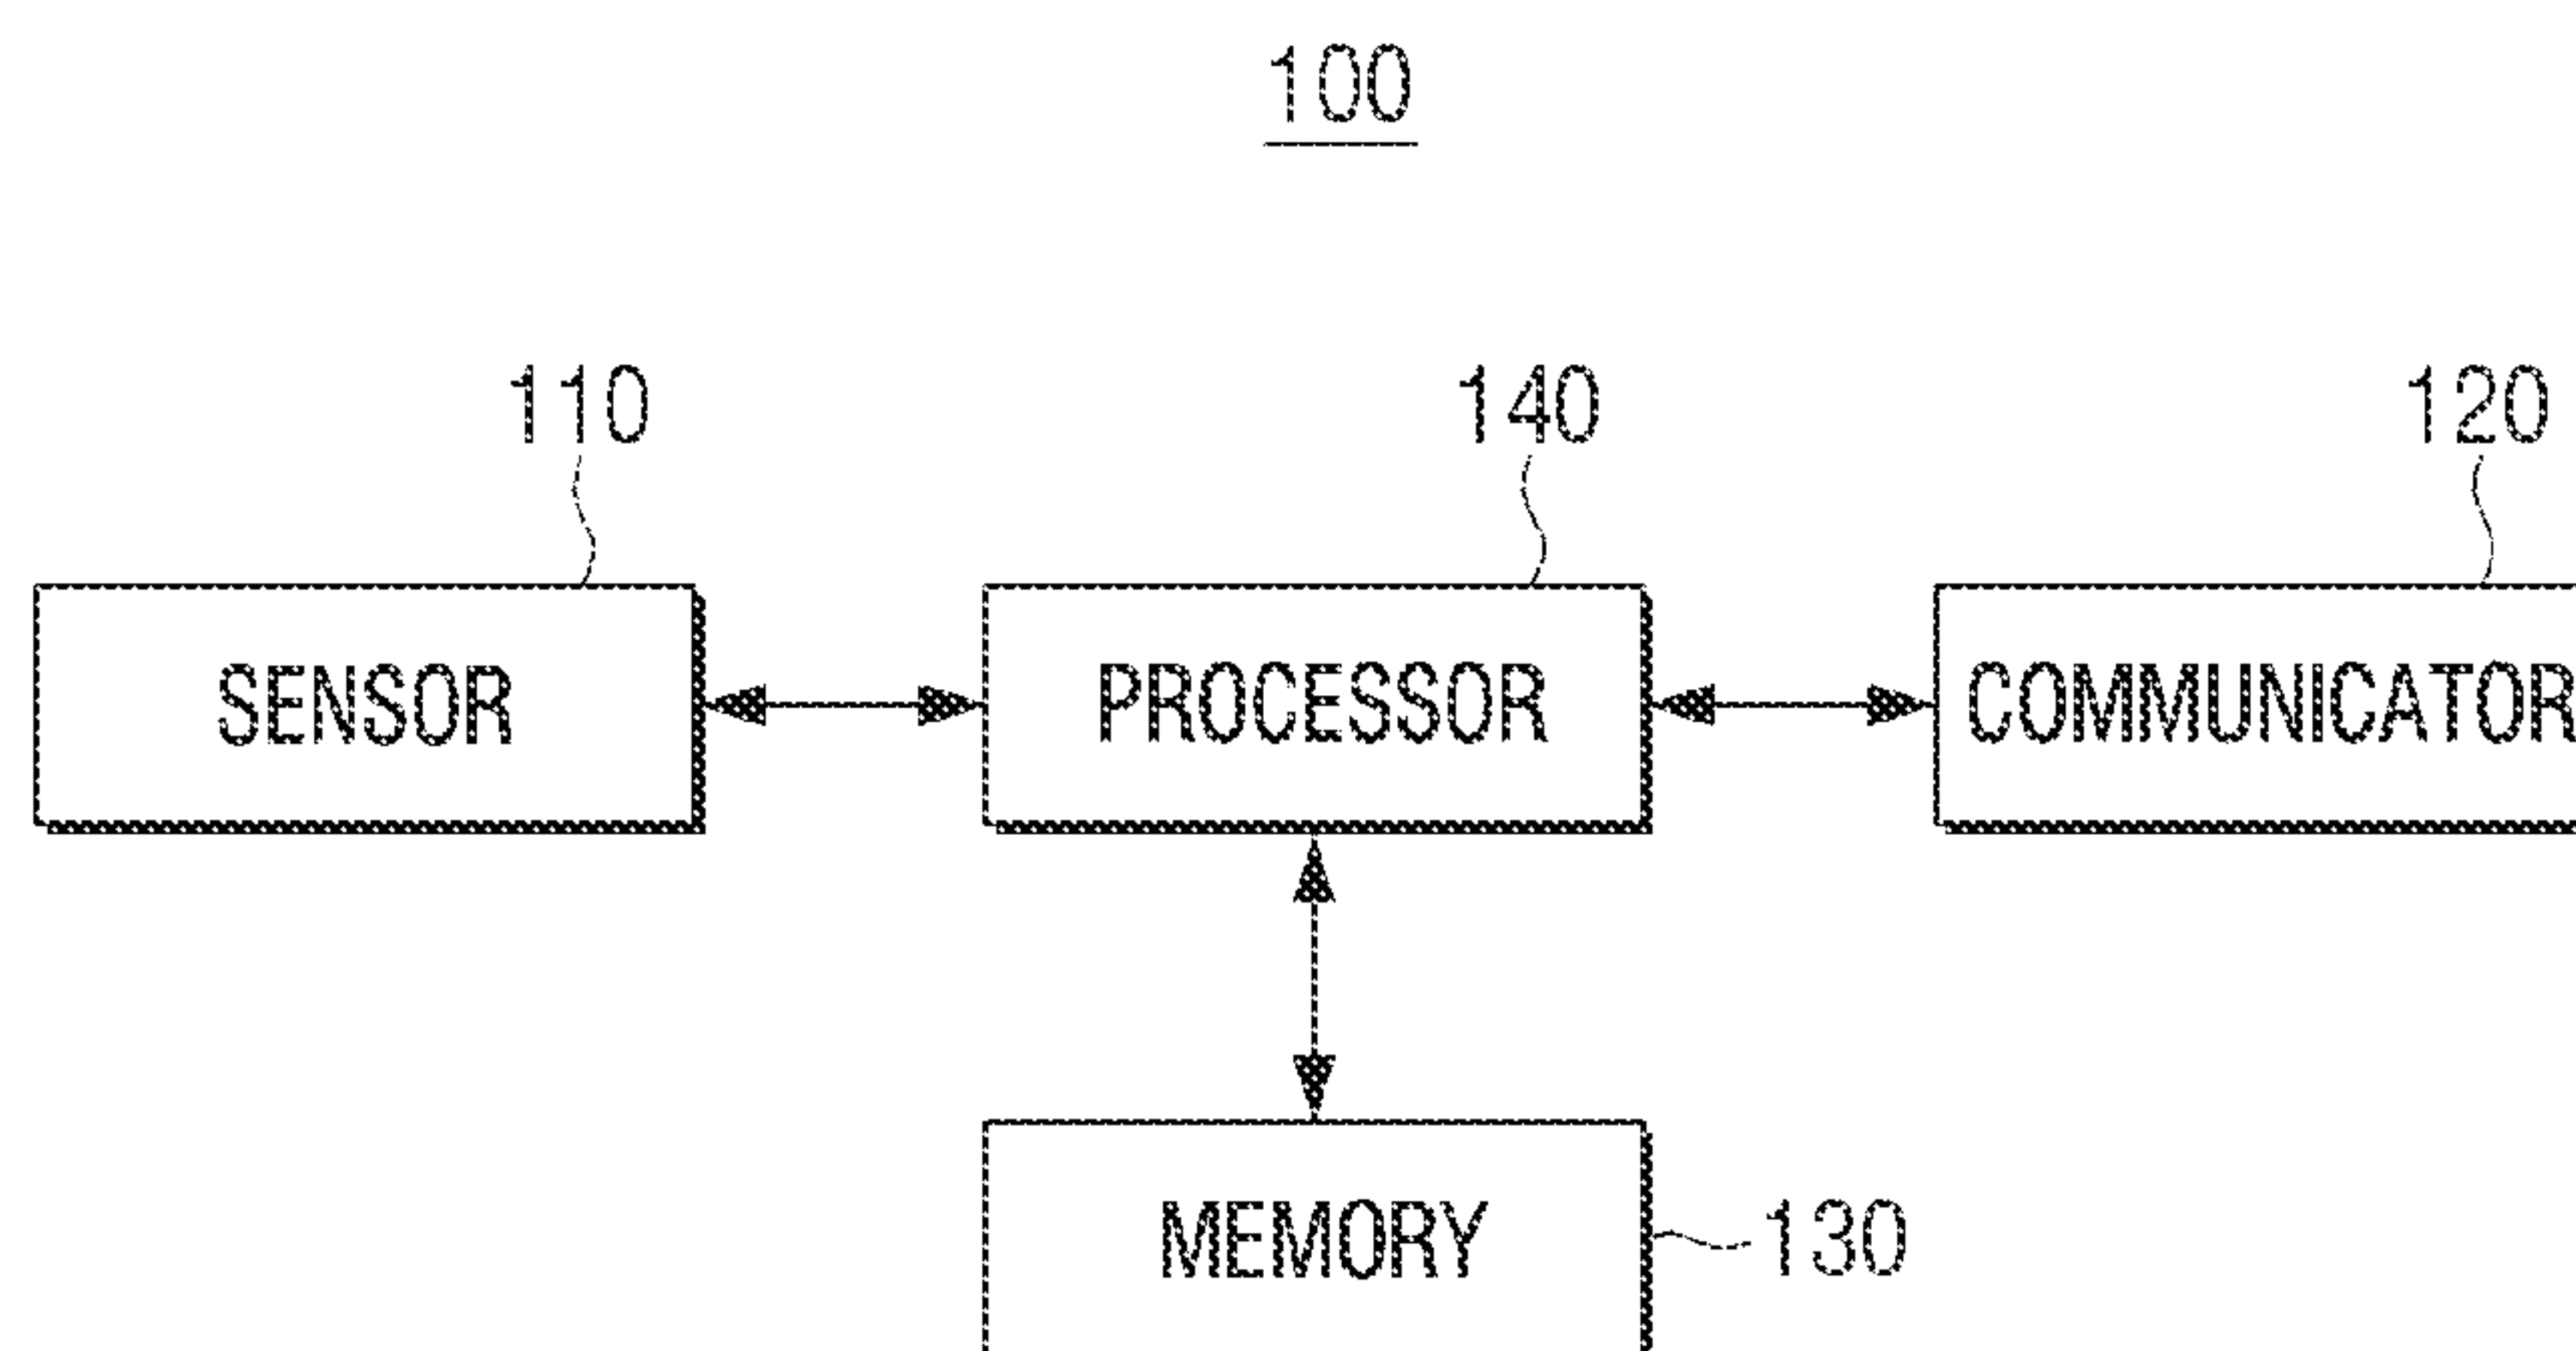 100
110
140
120
SENSOR
PROCESSOR
COMMUNICATOR
MEMORY
130